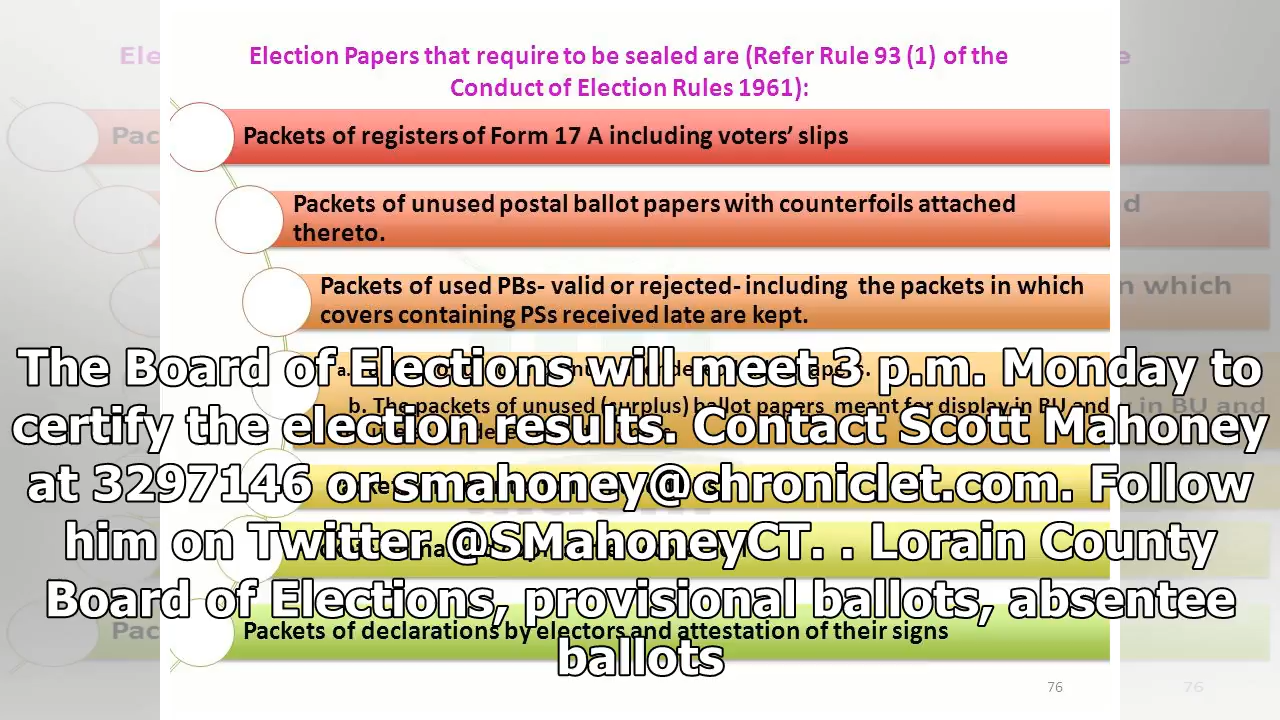 Election Papers that require to be sealed are (Refer Rule 93 (1) of the
Conduct of Election Rules 1961):
Packets of registers of Form 17 A including voters’ slips
Packets of unused postal ballot papers with counterfoils attached
thereto.
Packets of used PBs- valid or rejected- including the packets in which
covers containing PSs received late are kept.
a.
b. The packets of unused (surplus) ballot papers meant for display in BU and
The Board of Elections will meet 3 p.m. Monday to
certify the election results. Contact Scott Mahoney
at 3297146 or smahoney@chroniclet.com. Follow
him on Twitter @SMahoneyCT. . Lorain County
Board of Elections, provisional ballots, absentee
ballots
Packets of declarations by electors and attestation of their signs
76